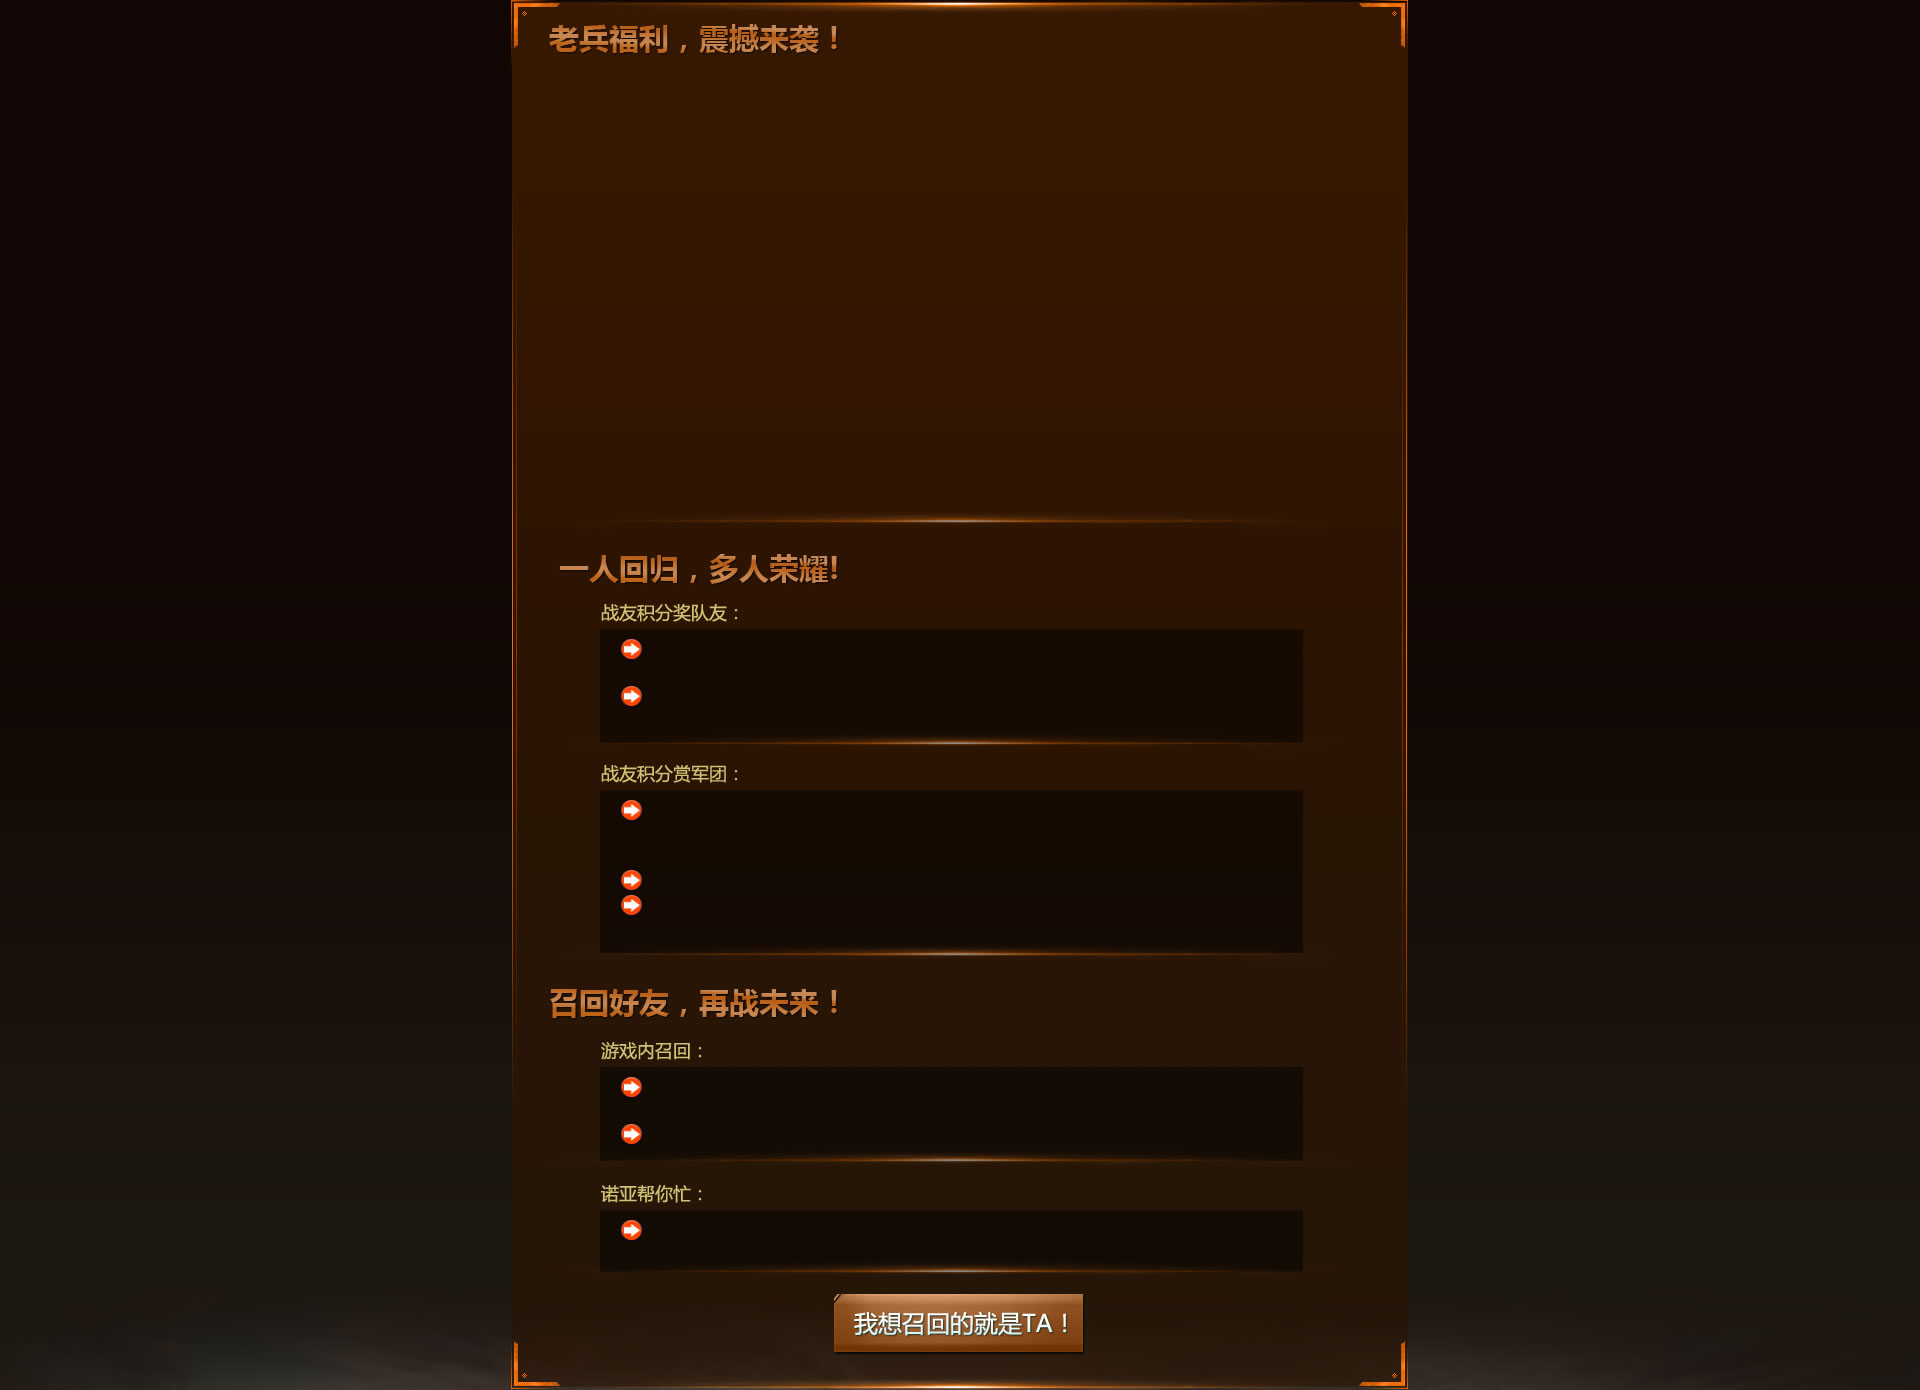 老兵福利，震撼来袭！
一人回归，多人荣耀!
战友积分奖队友：
战友积分赏军团：
召回好友，再战未来！
游戏内召回：
诺亚帮你忙：
我想召回的就是TA！